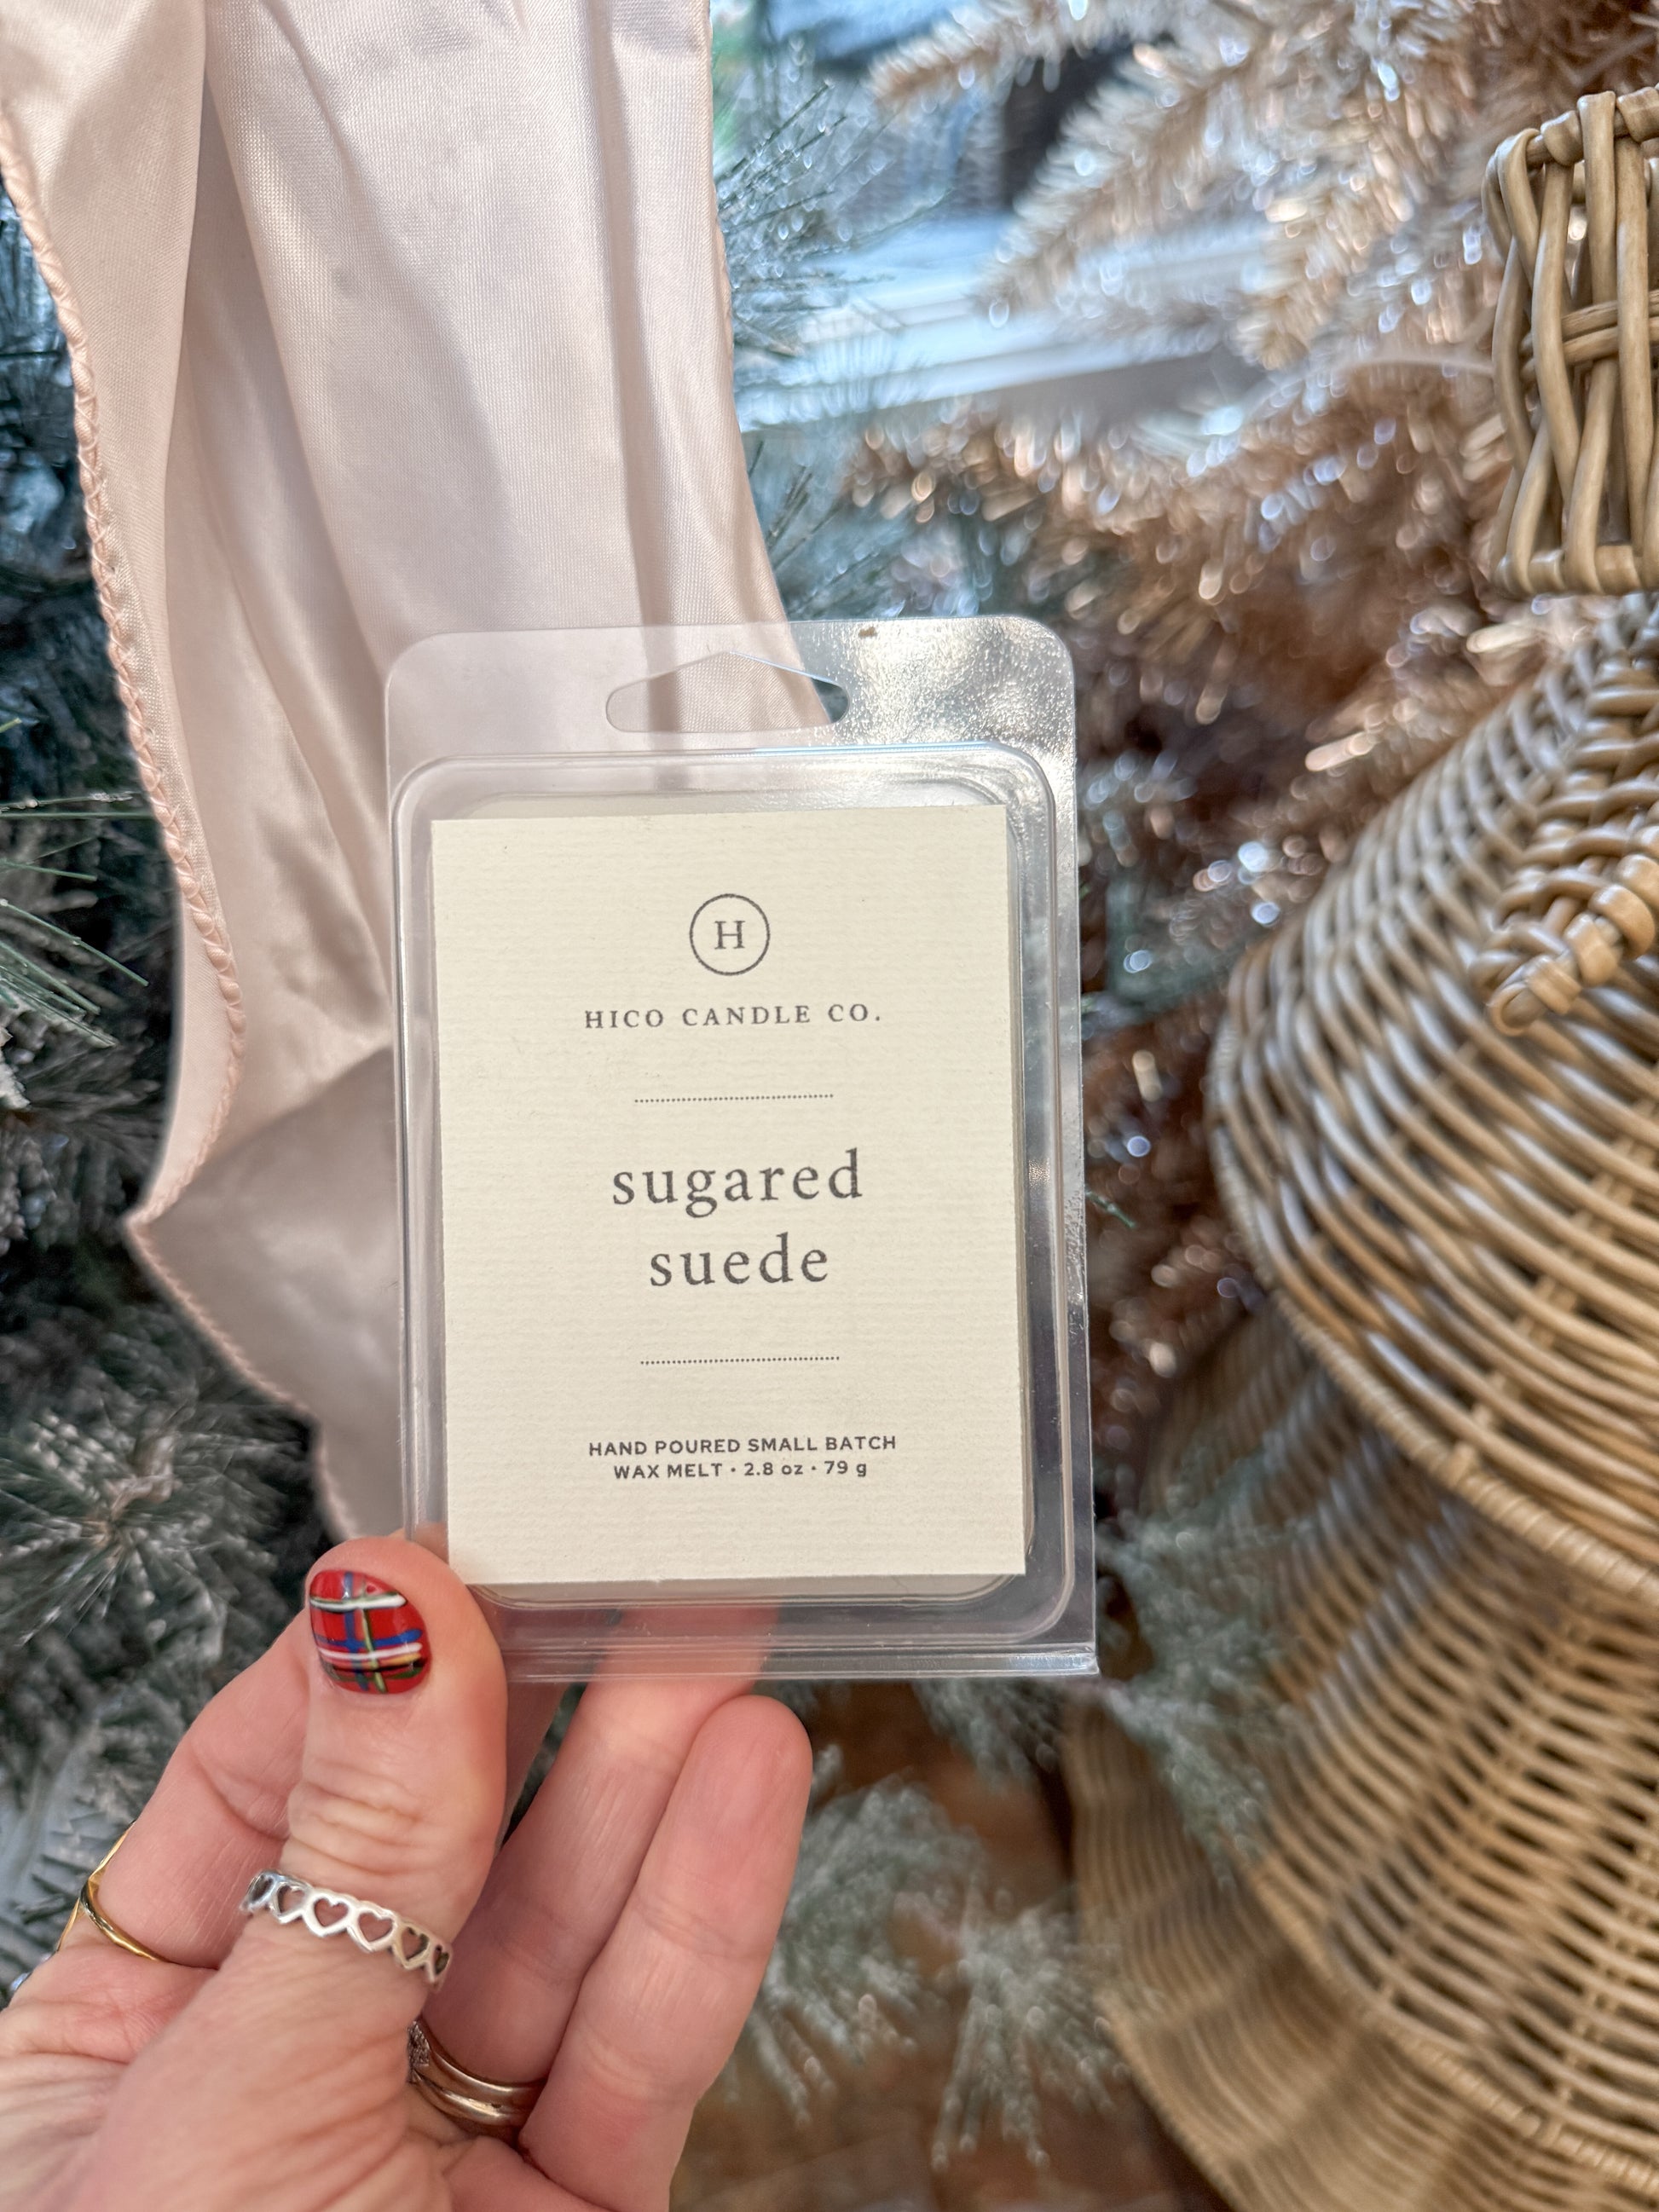 H
HICO CANDLE CO.
sugared
suede
HAND POURED SMALL BATCH
WAX MELT • 2.8 oz • 79 g